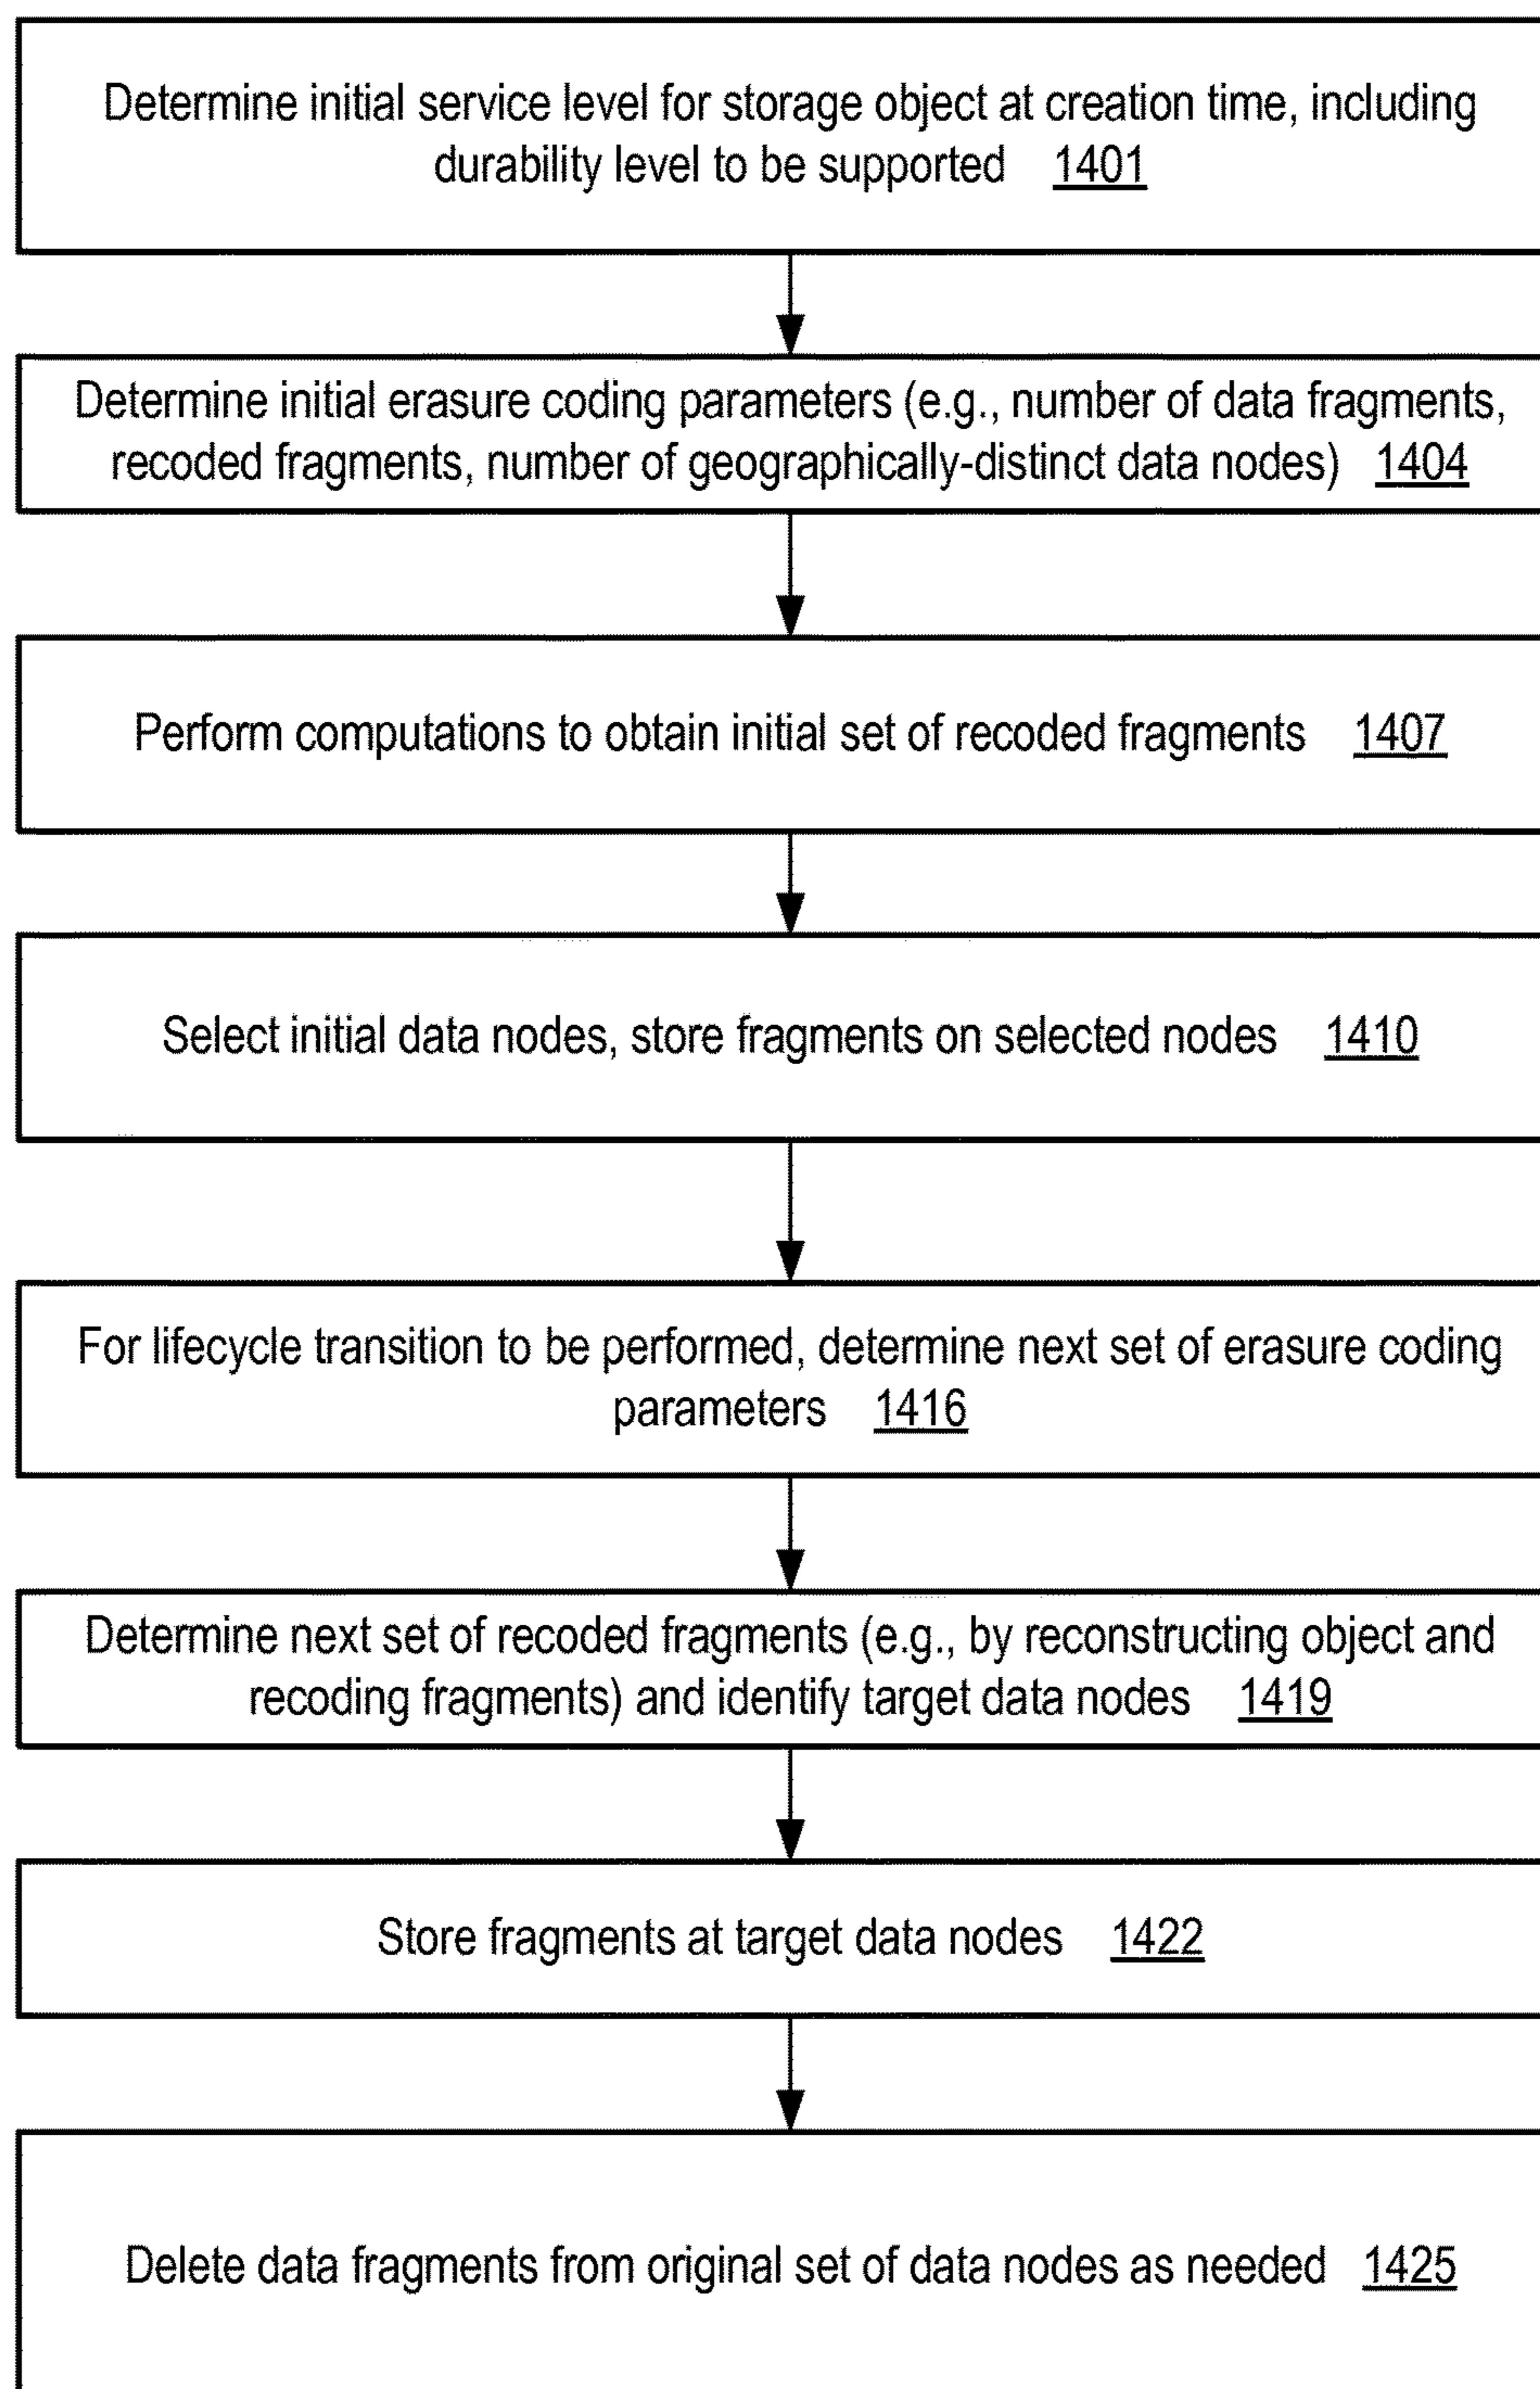 Determine initial service level for storage object at creation time, including
durability level to be supported 1401
Determine initial erasure coding parameters (e.g., number of data fragments,
recoded fragments, number of geographically-distinct data nodes) 1404
Perform computations to obtain initial set of recoded fragments 1407
Select initial data nodes, store fragments on selected nodes 1410
For lifecycle transition to be performed, determine next set of erasure coding
parameters 1416
Determine next set of recoded fragments (e.g., by reconstructing object and
recoding fragments) and identify target data nodes 1419
Store fragments at target data nodes 1422
Delete data fragments from original set of data nodes as needed 1425